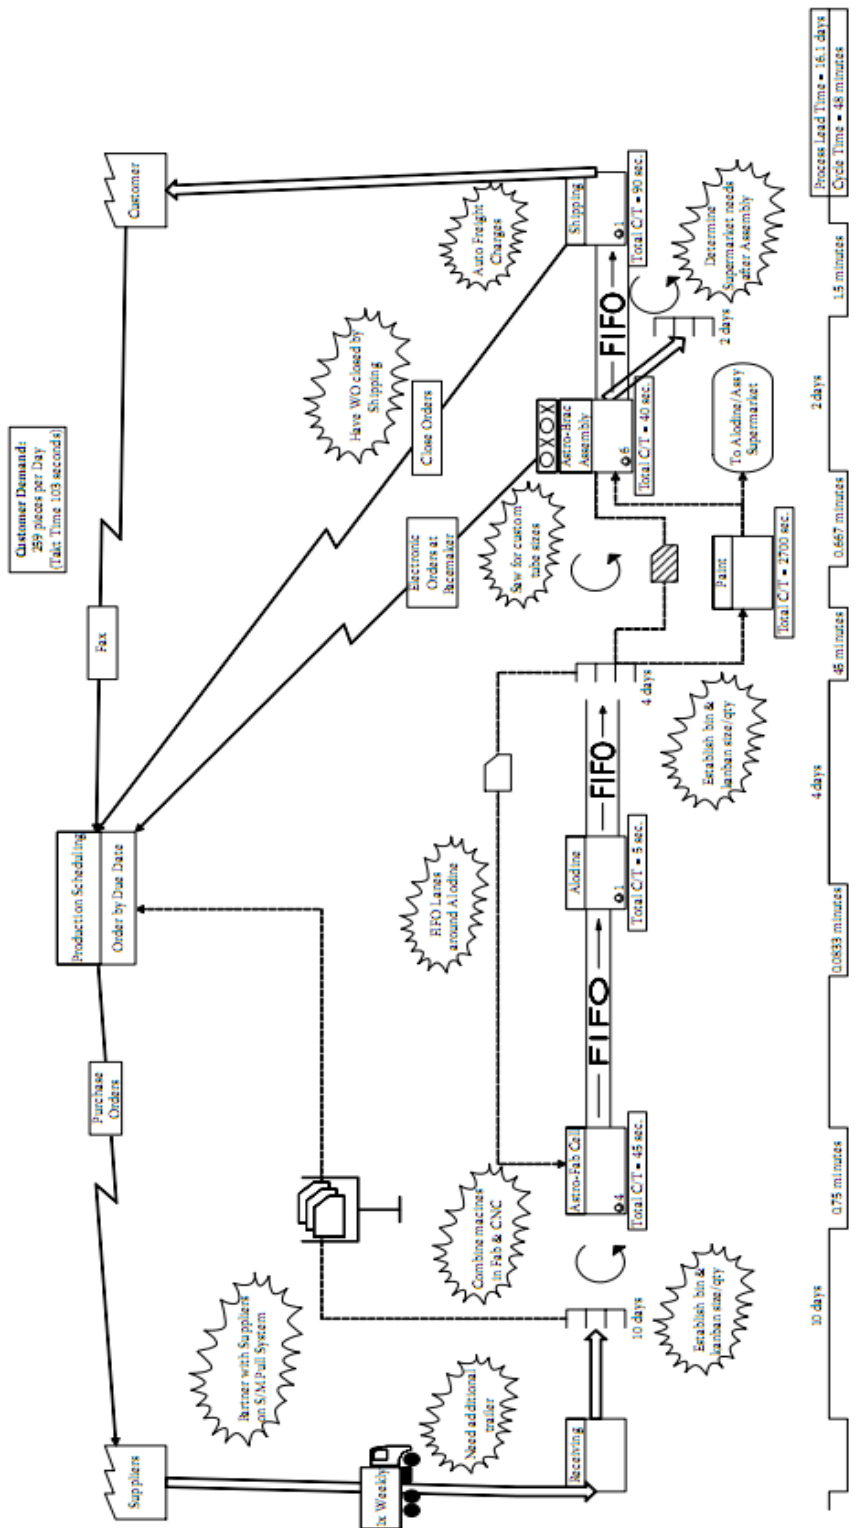 Customer Demand:
259 pieces per Day
(Takt Time 103 seconds)
Suppliers
Purchase
Orders
Production Scheduling
Order by Due Date
Fax
Customer
Partner with Suppliers
on S/M Pull System
Have WO closed by
Shipping
Close Orders
Auto Freight
Charges
1x Weekly
Need additional
trailer
Combine macines
in Fab & CNC
FIFO Lanes
around Alodine
Electronic
Orders at
Pacemaker
Saw for custom
tube sizes
Receiving
10 days
Astro-Fab Cell
4
Total C/T = 45 sec.
FIFO
Alodine
1
Total C/T = 5 sec.
FIFO
4 days
OXOX
Astro-Brac
Assembly
6
Total C/T = 40 sec.
FIFO
Shipping
1
Total C/T = 90 sec.
2 days
Establish bin &
kanban size/qty
Establish bin &
kanban size/qty
Paint
Total C/T = 2700 sec.
To Alodine/Assy
Supermarket
Determine
Supermarket needs
after Assembly
10 days
0.75 minutes
0.0833 minutes
4 days
45 minutes
0.667 minutes
2 days
1.5 minutes
Process Lead Time = 16.1 days
Cycle Time = 48 minutes